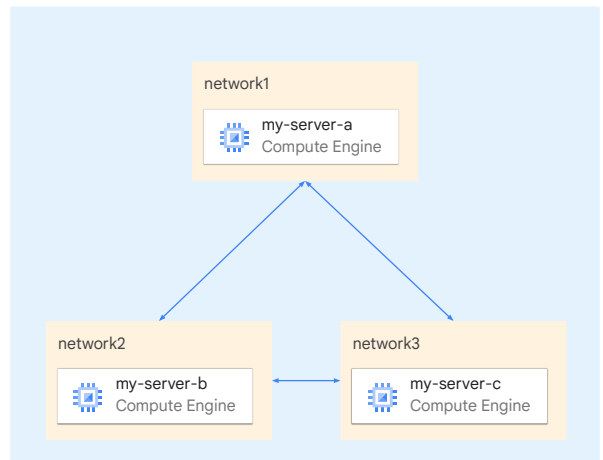 network1
my-server-a
Compute Engine
network2
my-server-b
Compute Engine
network3
my-server-c
Compute Engine